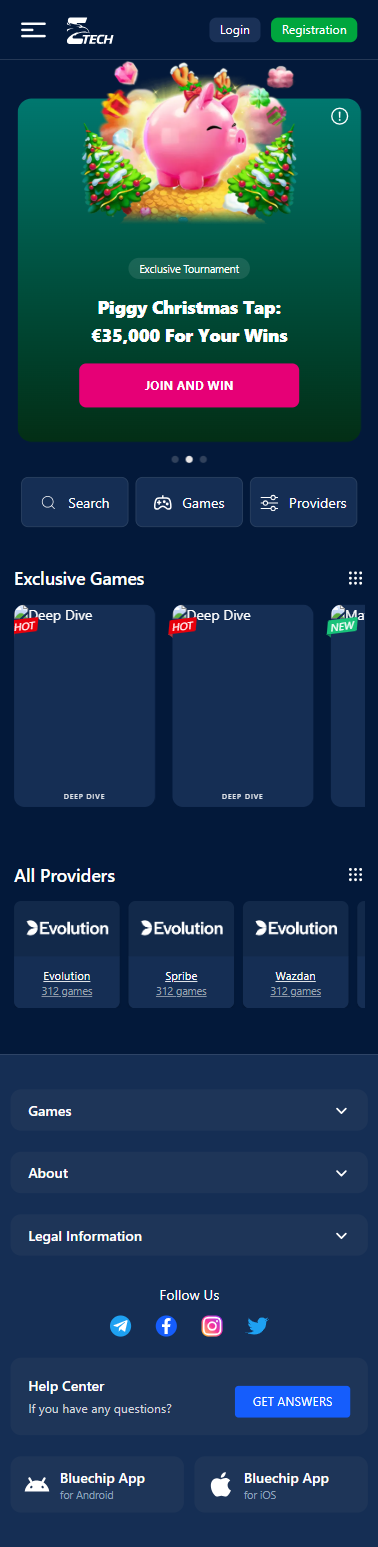 ZTECH
Login
Registration
Exclusive Tournament
Piggy Christmas Tap:
€35,000 For Your Wins
JOIN AND WIN
Search
Games
Providers
Exclusive Games
Deep Dive
HOT
DEEP DIVE
Deep Dive
HOT
DEEP DIVE
Ma
NEW
All Providers
Evolution
Evolution
312 games
Evolution
Spribe
312 games
Evolution
Wazdan
312 games
Games
About
Legal Information
Follow Us
Help Center
If you have any questions?
GET ANSWERS
Bluechip App
for Android
Bluechip App
for iOS